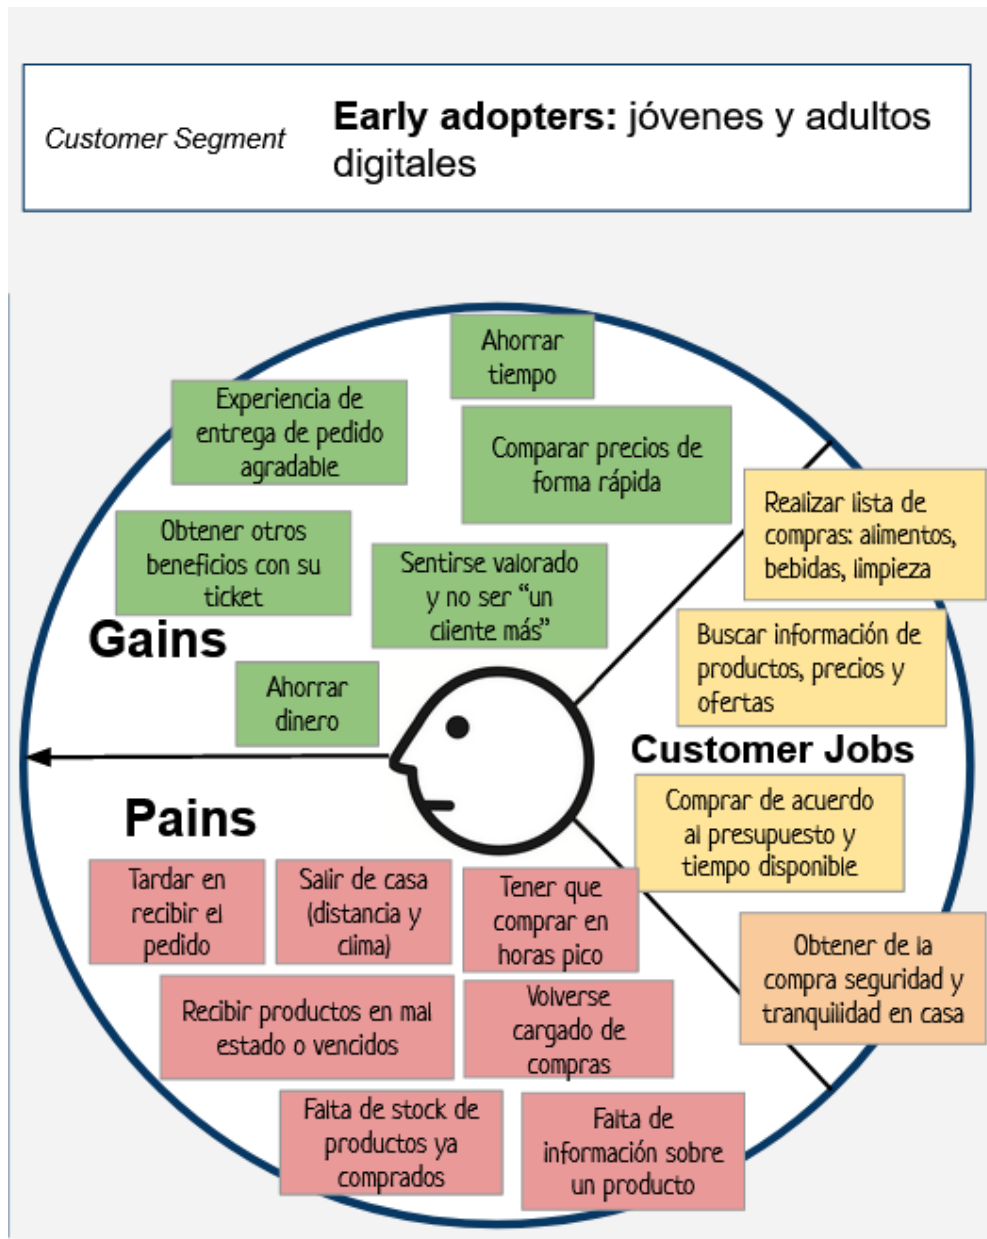 Customer Segment
Early adopters: jóvenes y adultos
digitales
Ahorrar
tiempo
Experiencia de
entrega de pedido
agradable
Comparar precios de
forma rápida
Obtener otros
beneficios con su
ticket
Sentirse valorado
y no ser “un
cliente más”
Gains
Ahorrar
dinero
Realizar lista de
compras: alimentos,
bebidas, limpieza
Buscar información de
productos, precios y
ofertas
Customer Jobs
Comprar de acuerdo
al presupuesto y
tiempo disponible
Obtener de la
compra seguridad y
tranquilidad en casa
Pains
Tardar en
recibir el
pedido
Salir de casa
(distancia y
clima)
Tener que
comprar en
horas pico
Recibir productos en mal
estado o vencidos
Volverse
cargado de
compras
Falta de stock de
productos ya
comprados
Falta de
información sobre
un producto